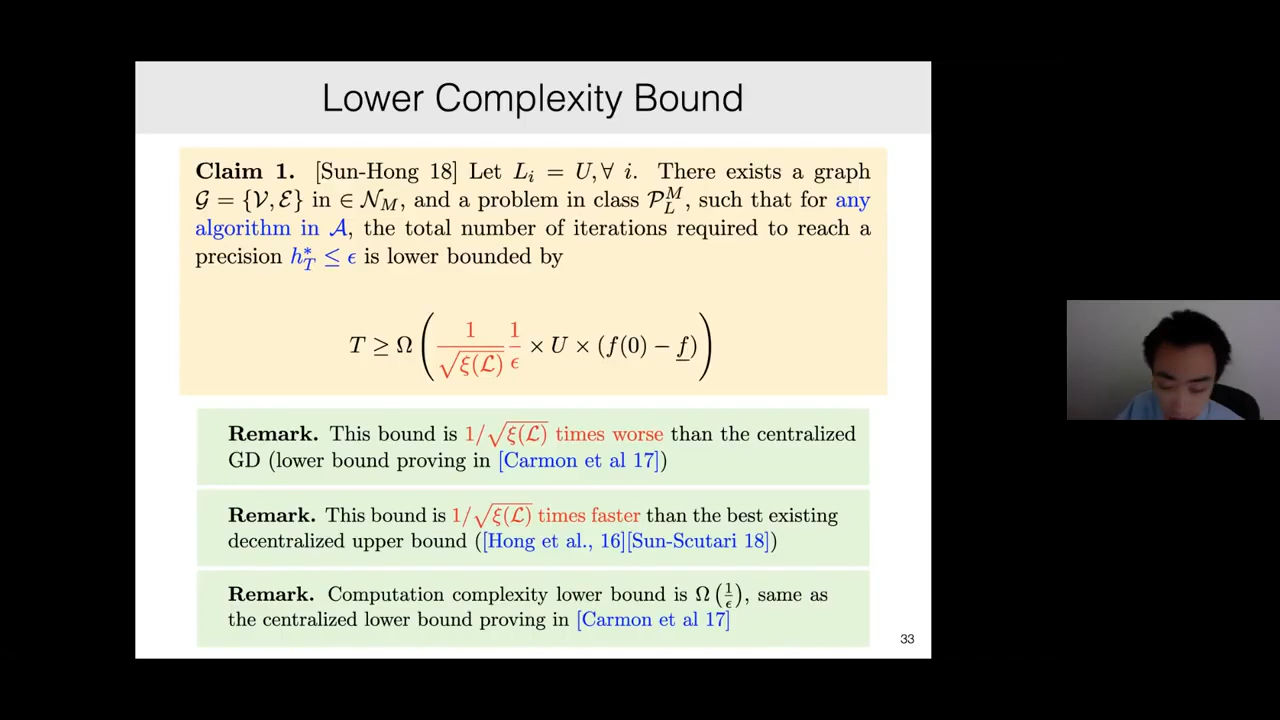 Lower Complexity Bound
Claim 1. [Sun-Hong 18] Let L_i = U, ∀ i. There exists a graph
𝒢 = {𝒱, ℰ} in ∈ 𝒩_M, and a problem in class 𝒫_L^M, such that for any
algorithm in 𝒜, the total number of iterations required to reach a
precision h_T^* ≤ ϵ is lower bounded by
T ≥ Ω ( 1/√ξ(ℒ) 1/ϵ × U × (f(0) − f̲) )
Remark. This bound is 1/√ξ(ℒ) times worse than the centralized
GD (lower bound proving in [Carmon et al 17])
Remark. This bound is 1/√ξ(ℒ) times faster than the best existing
decentralized upper bound ([Hong et al., 16][Sun-Scutari 18])
Remark. Computation complexity lower bound is Ω(1/ϵ), same as
the centralized lower bound proving in [Carmon et al 17]
33